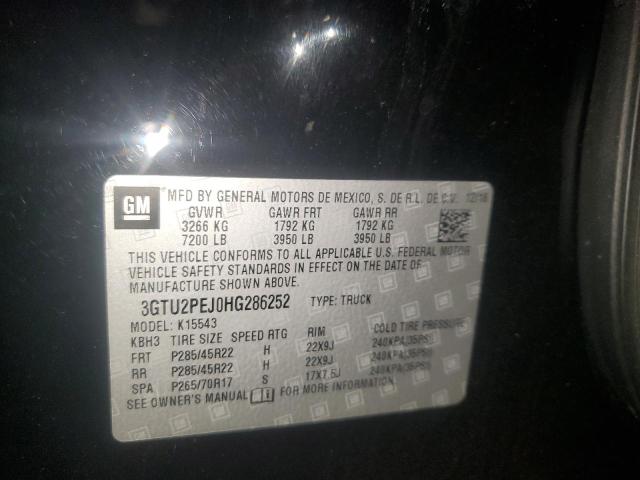 GM
MFD BY GENERAL MOTORS DE MEXICO, S. DE R.L. DE C.V. 12/16
GVWR GAWR FRT GAWR RR
3266 KG 1792 KG 1792 KG
7200 LB 3950 LB 3950 LB
THIS VEHICLE CONFORMS TO ALL APPLICABLE U.S. FEDERAL MOTOR
VEHICLE SAFETY STANDARDS IN EFFECT ON THE DATE OF
MANUFACTURE SHOWN ABOVE.
3GTU2PEJ0HG286252 TYPE: TRUCK
MODEL: K15543
KBH3 TIRE SIZE SPEED RTG RIM COLD TIRE PRESSURE
FRT P285/45R22 H 22X9J 240KPA(35PSI)
RR P285/45R22 H 22X9J 240KPA(35PSI)
SPA P265/70R17 S 17X7.5J 240KPA(35PSI)
SEE OWNER'S MANUAL